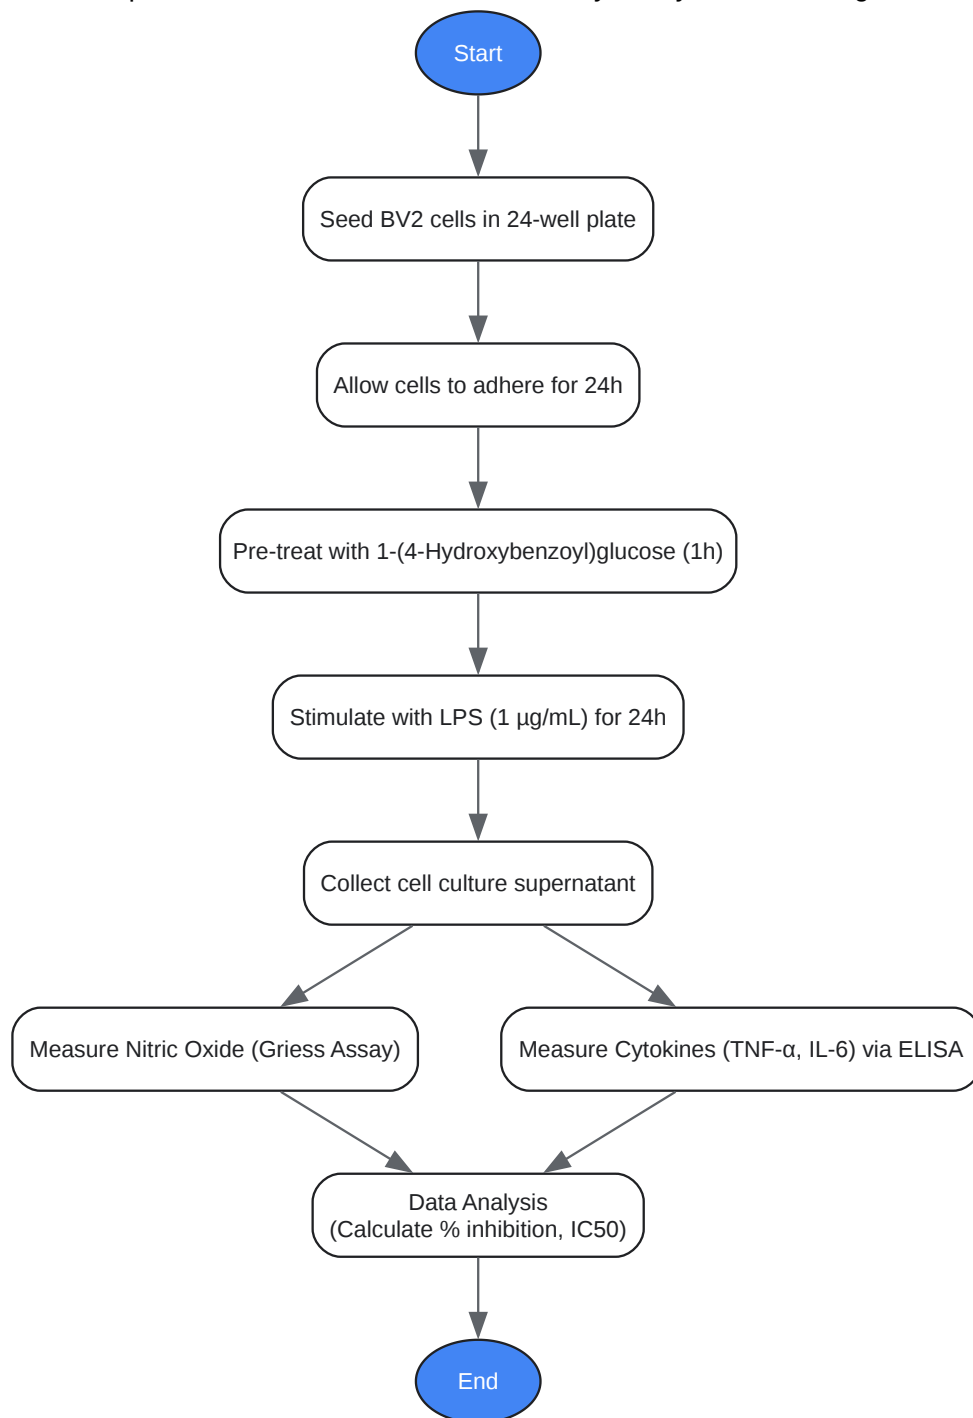 Start
Seed BV2 cells in 24-well plate
Allow cells to adhere for 24h
Pre-treat with 1-(4-Hydroxybenzoyl)glucose (1h)
Stimulate with LPS (1 µg/mL) for 24h
Collect cell culture supernatant
Measure Nitric Oxide (Griess Assay)
Measure Cytokines (TNF-α, IL-6) via ELISA
Data Analysis
(Calculate % inhibition, IC50)
End